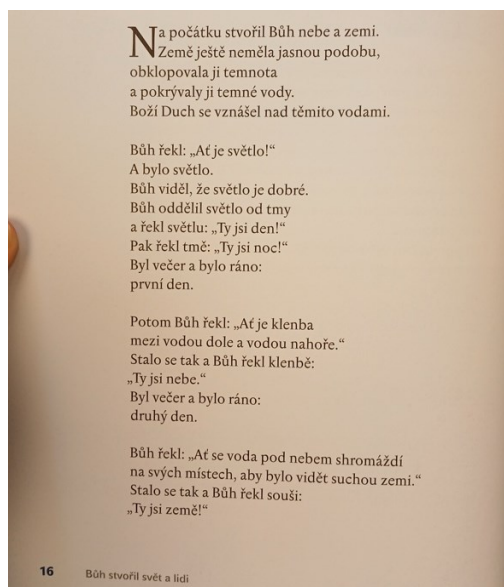 Na počátku stvořil Bůh nebe a zemi.
Země ještě neměla jasnou podobu,
obklopovala ji temnota
a pokrývaly ji temné vody.
Boží Duch se vznášel nad těmito vodami.
Bůh řekl: „Ať je světlo!“
A bylo světlo.
Bůh viděl, že světlo je dobré.
Bůh oddělil světlo od tmy
a řekl světlu: „Ty jsi den!“
Pak řekl tmě: „Ty jsi noc!“
Byl večer a bylo ráno:
první den.
Potom Bůh řekl: „Ať je klenba
mezi vodou dole a vodou nahoře.“
Stalo se tak a Bůh řekl klenbě:
„Ty jsi nebe.“
Byl večer a bylo ráno:
druhý den.
Bůh řekl: „Ať se voda pod nebem shromáždí
na svých místech, aby bylo vidět suchou zemi.“
Stalo se tak a Bůh řekl souši:
„Ty jsi země!“
16 Bůh stvořil svět a lidi